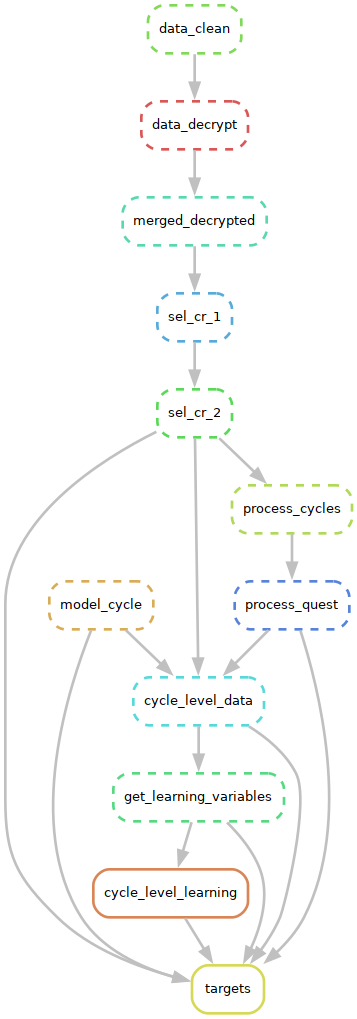 data_clean
data_decrypt
merged_decrypted
sel_cr_1
sel_cr_2
process_cycles
model_cycle
process_quest
cycle_level_data
get_learning_variables
cycle_level_learning
targets